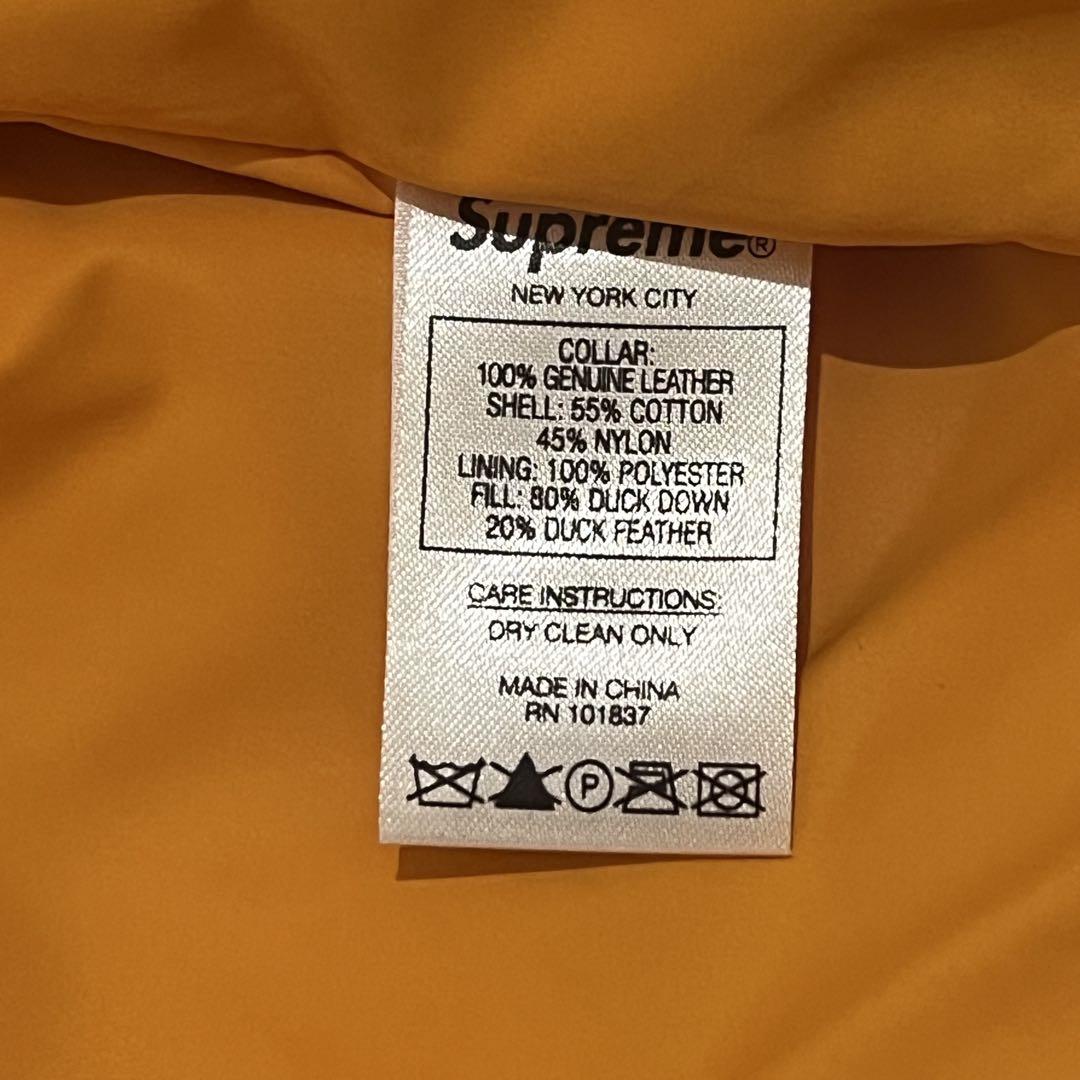 Supreme®
NEW YORK CITY
COLLAR:
100% GENUINE LEATHER
SHELL: 55% COTTON
45% NYLON
LINING: 100% POLYESTER
FILL: 80% DUCK DOWN
20% DUCK FEATHER
CARE INSTRUCTIONS:
DRY CLEAN ONLY
MADE IN CHINA
RN 101837
P